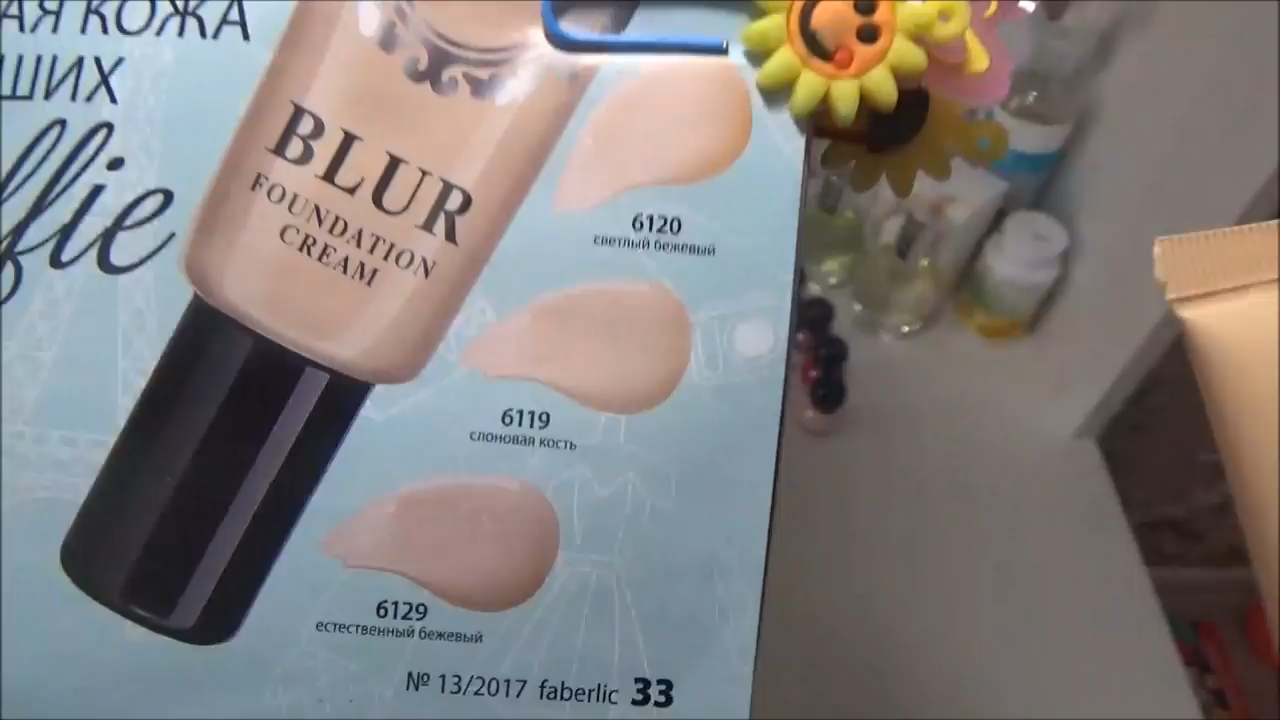 АЯ КОЖА
ШИХ
ffie
BLUR
FOUNDATION
CREAM
6120
светлый бежевый
6119
слоновая кость
6129
естественный бежевый
№ 13/2017 faberlic 33